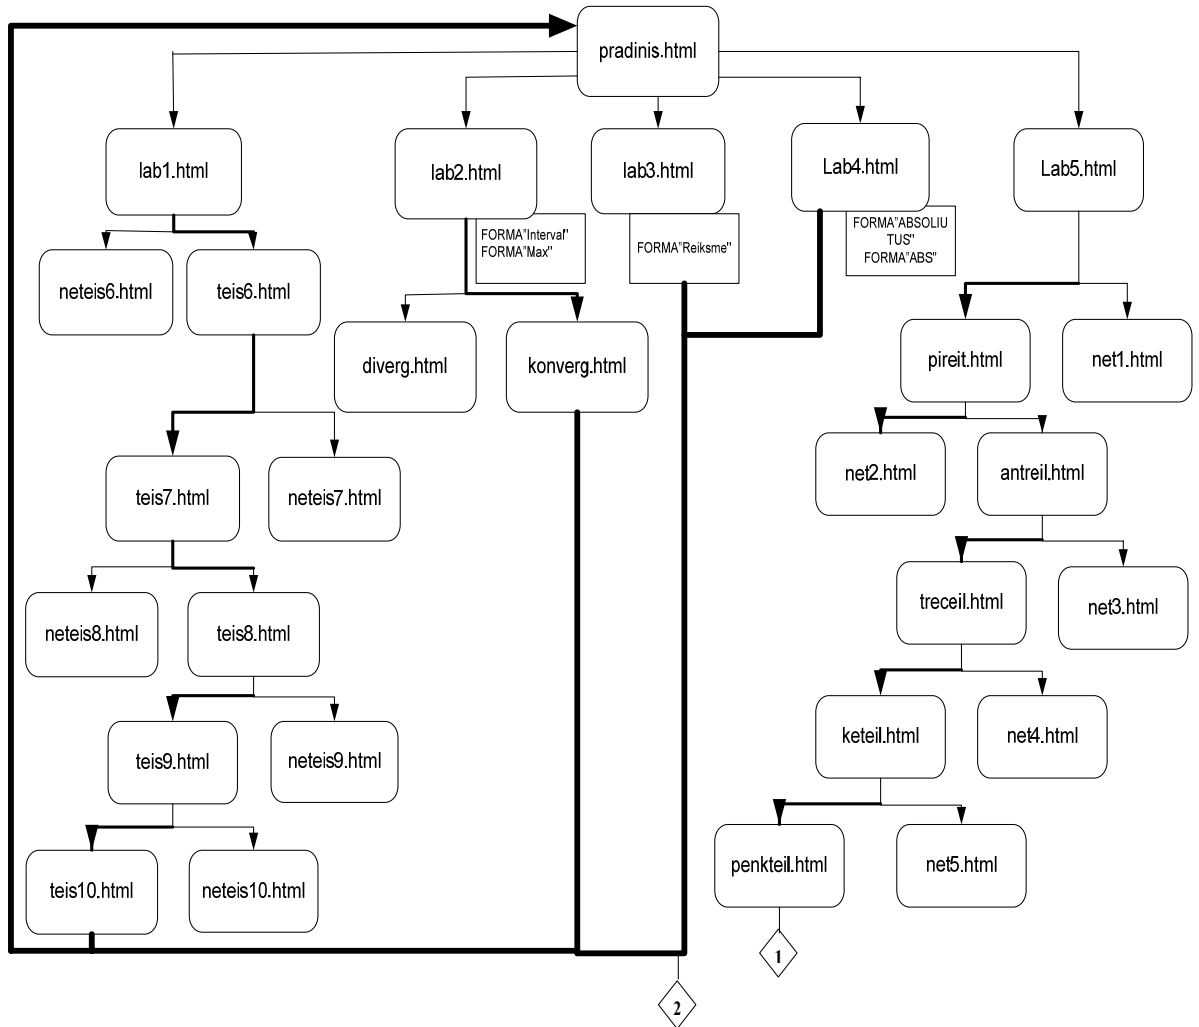 pradinis.html
lab1.html
lab2.html
lab3.html
Lab4.html
Lab5.html
FORMA"Interval"
FORMA"Max"
FORMA"Reiksme"
FORMA"ABSOLIU
TUS"
FORMA"ABS"
neteis6.html
teis6.html
diverg.html
konverg.html
pireit.html
net1.html
teis7.html
neteis7.html
net2.html
antreil.html
neteis8.html
teis8.html
treceil.html
net3.html
teis9.html
neteis9.html
keteil.html
net4.html
teis10.html
neteis10.html
penkteil.html
net5.html
1
2